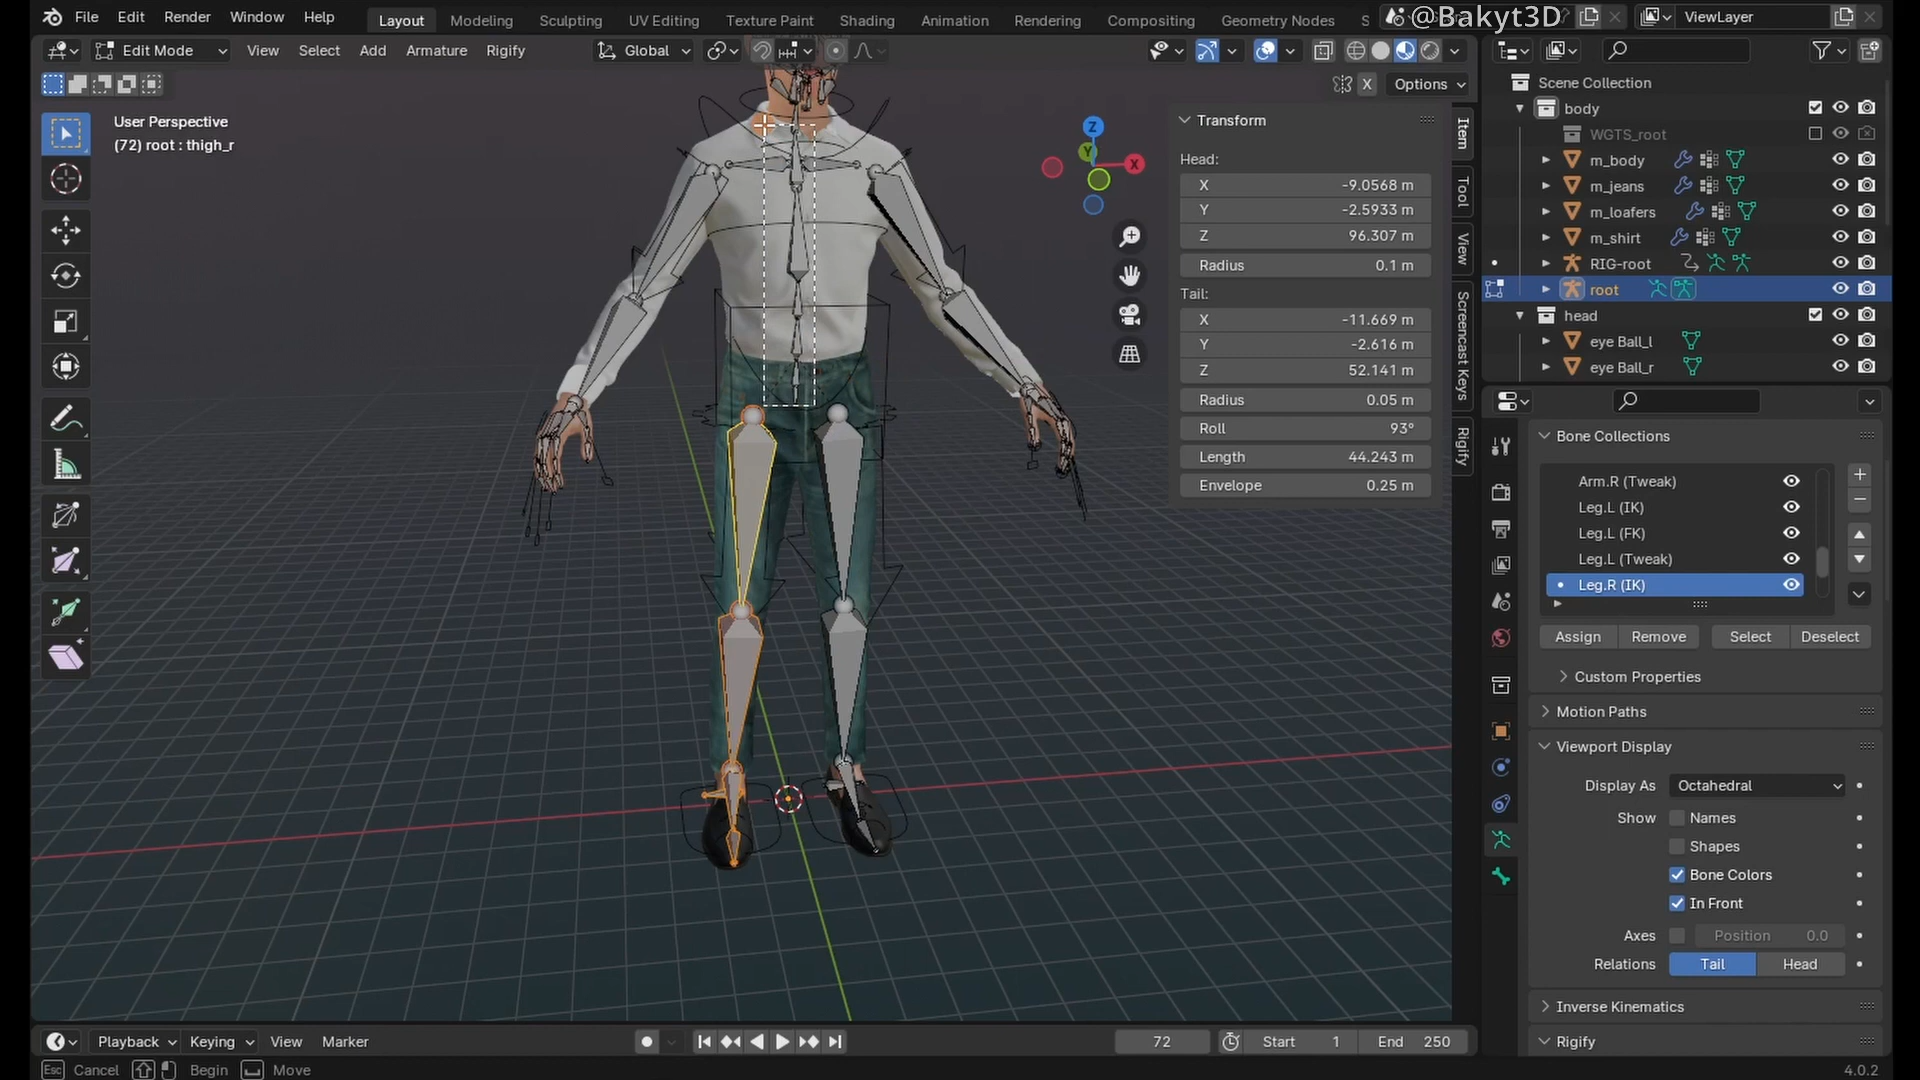 File Edit Render Window Help Layout Modeling Sculpting UV Editing Texture Paint Shading Animation Rendering Compositing Geometry Nodes S @Bakyt3D ViewLayer
Edit Mode View Select Add Armature Rigify Global
X Options
User Perspective
(72) root : thigh_r
Z
Y
X
Transform
Head:
X -9.0568 m
Y -2.5933 m
Z 96.307 m
Radius 0.1 m
Tail:
X -11.669 m
Y -2.616 m
Z 52.141 m
Radius 0.05 m
Roll 93°
Length 44.243 m
Envelope 0.25 m
Item
Tool
View
Screencast Keys
Rigify
Scene Collection
body
WGTS_root
m_body
m_jeans
m_loafers
m_shirt
RIG-root
root
head
eye Ball_l
eye Ball_r
Bone Collections
Arm.R (Tweak)
Leg.L (IK)
Leg.L (FK)
Leg.L (Tweak)
Leg.R (IK)
Assign Remove Select Deselect
Custom Properties
Motion Paths
Viewport Display
Display As Octahedral
Show Names
Shapes
Bone Colors
In Front
Axes Position 0.0
Relations Tail Head
Inverse Kinematics
Rigify
Playback Keying View Marker 72 Start 1 End 250
Esc Cancel Begin Move 4.0.2